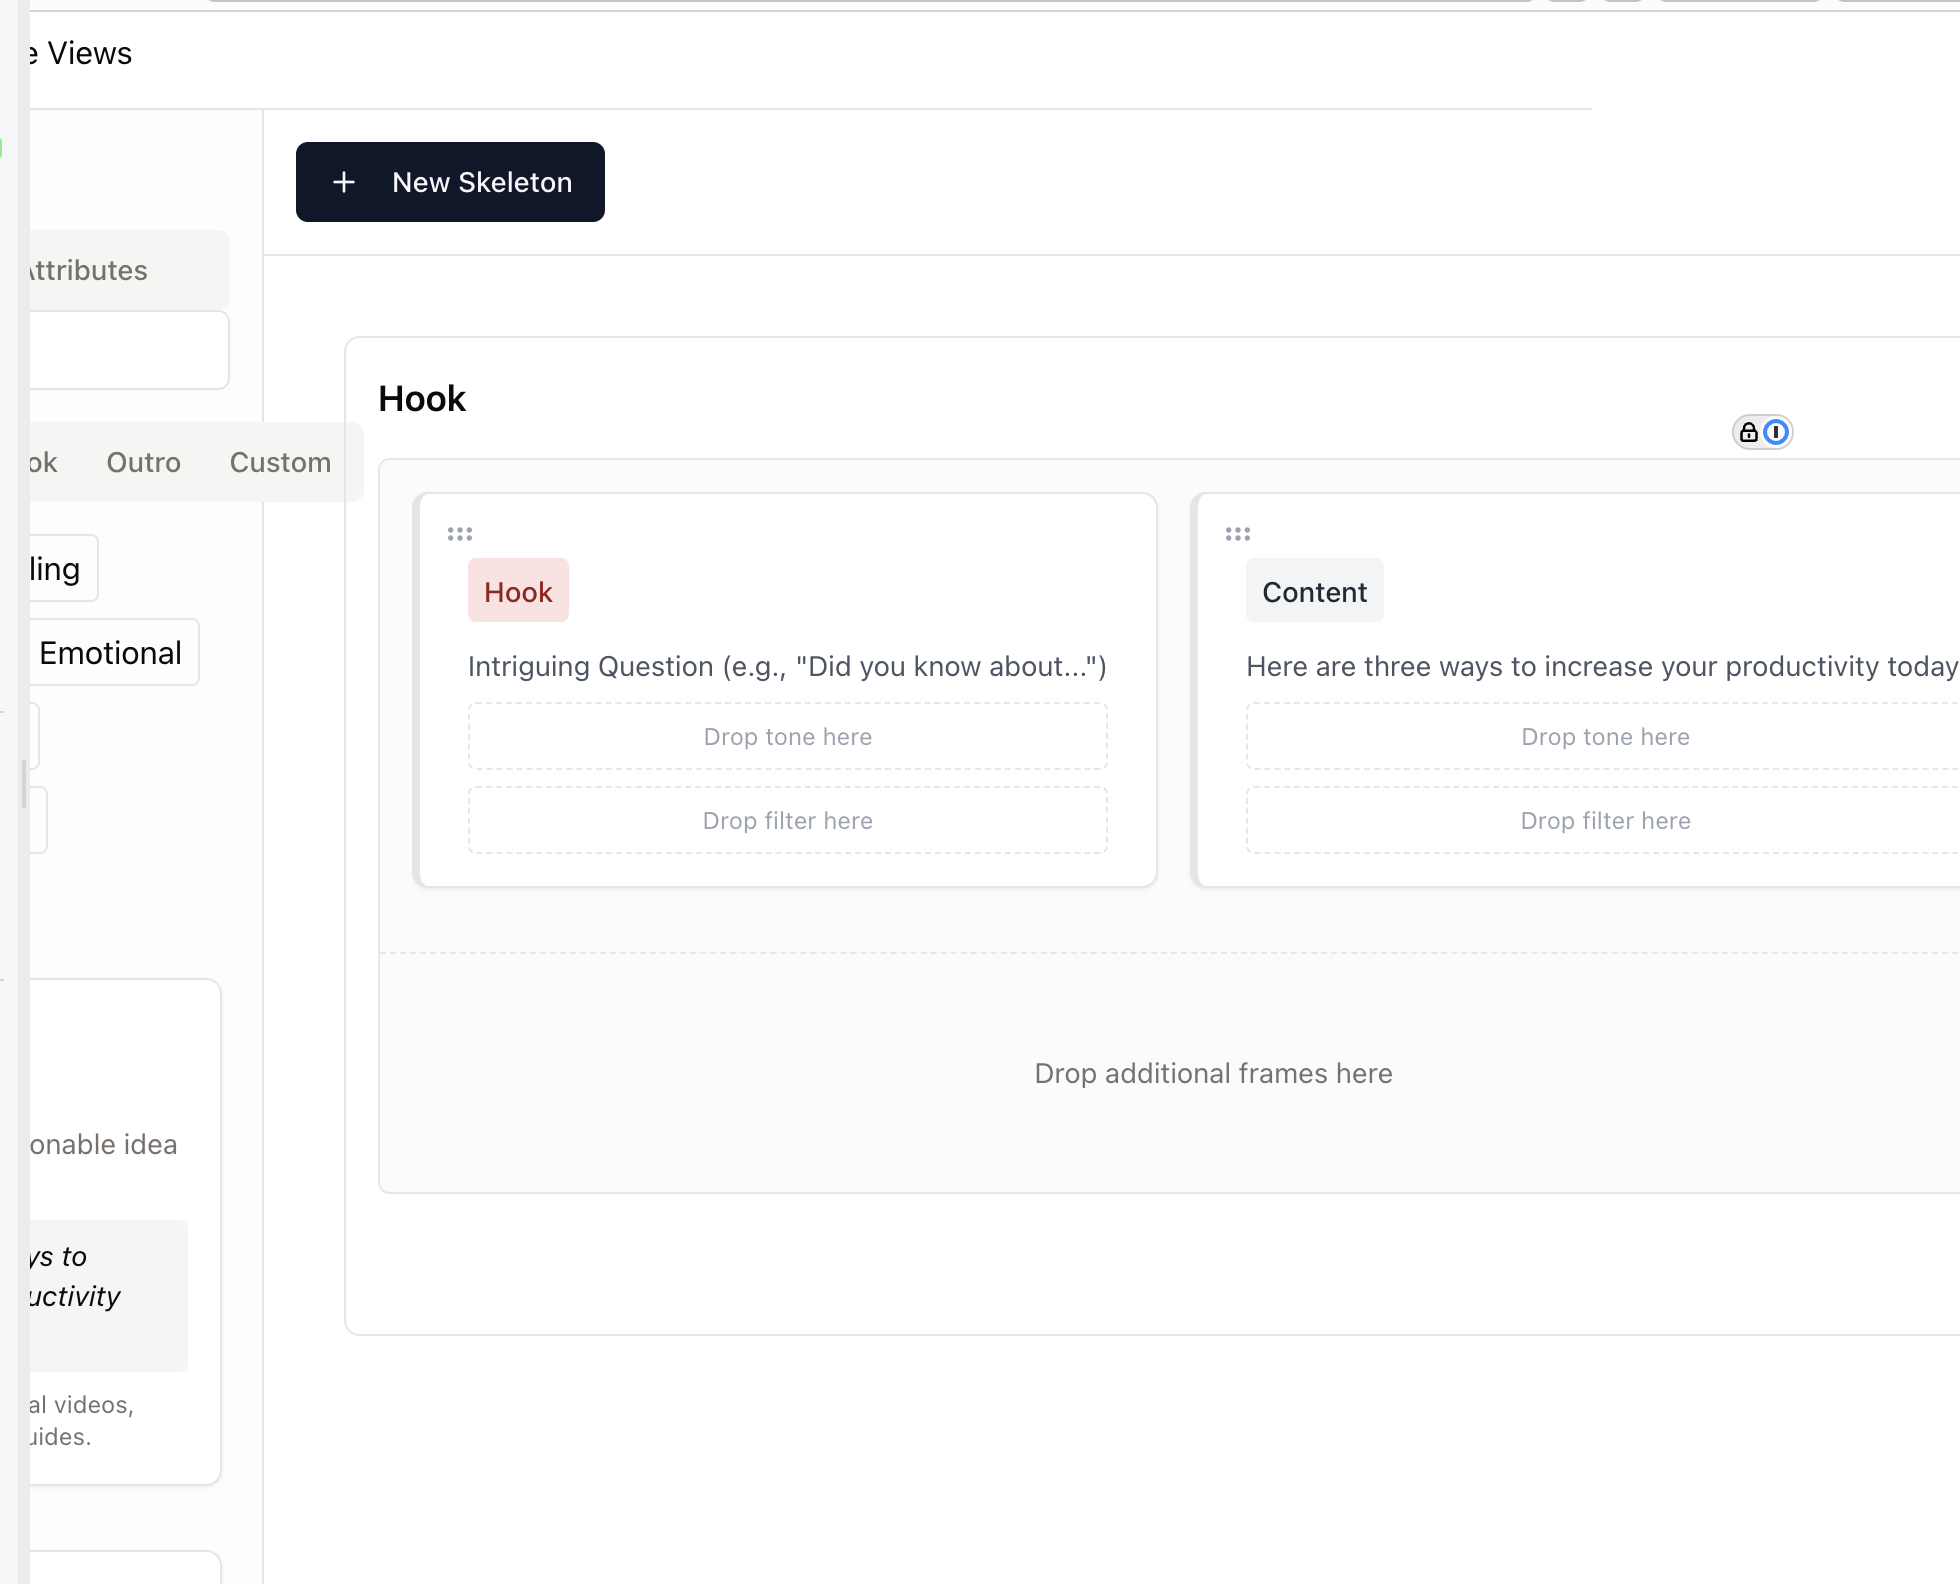 e Views
New Skeleton
Attributes
Hook
ok Outro Custom
Hook
Content
ling
Emotional
Intriguing Question (e.g., "Did you know about...")
Here are three ways to increase your productivity today
Drop tone here
Drop tone here
Drop filter here
Drop filter here
Drop additional frames here
onable idea
ys to
uctivity
al videos,
uides.